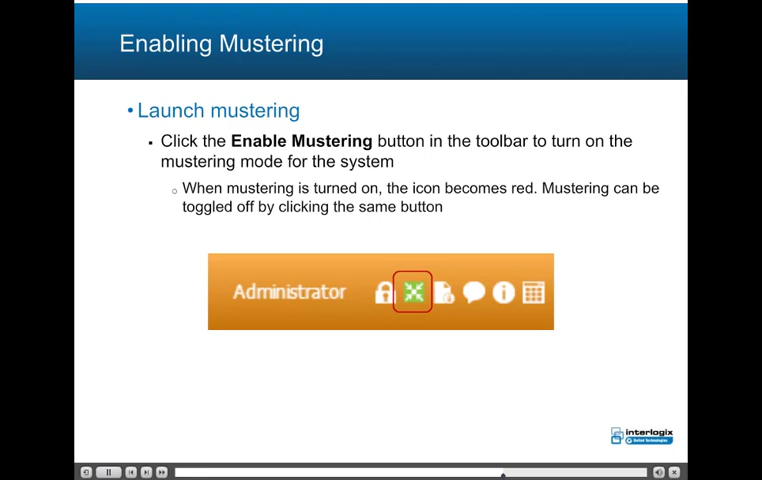 Enabling Mustering
• Launch mustering
▪ Click the Enable Mustering button in the toolbar to turn on the
mustering mode for the system
○ When mustering is turned on, the icon becomes red. Mustering can be
toggled off by clicking the same button
Administrator
interlogix
United Technologies